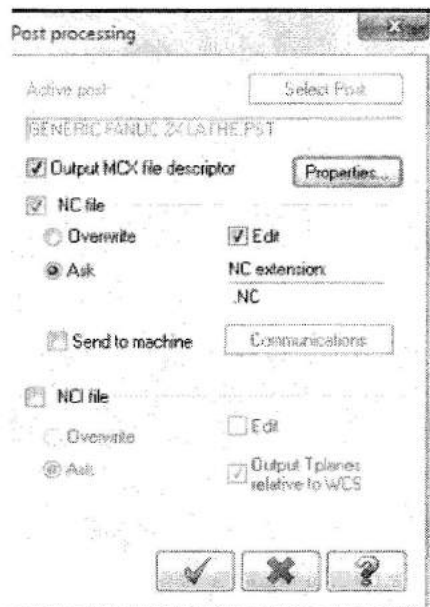 Post processing
Active post:
Select Post
GENERIC FANUC 2X LATHE.PST
Output MCX file descriptor
Properties...
NC file
Overwrite
Edit
Ask
NC extension:
.NC
Send to machine
Communications
NCI file
Overwrite
Edit
Ask
Output Tplanes
relative to WCS